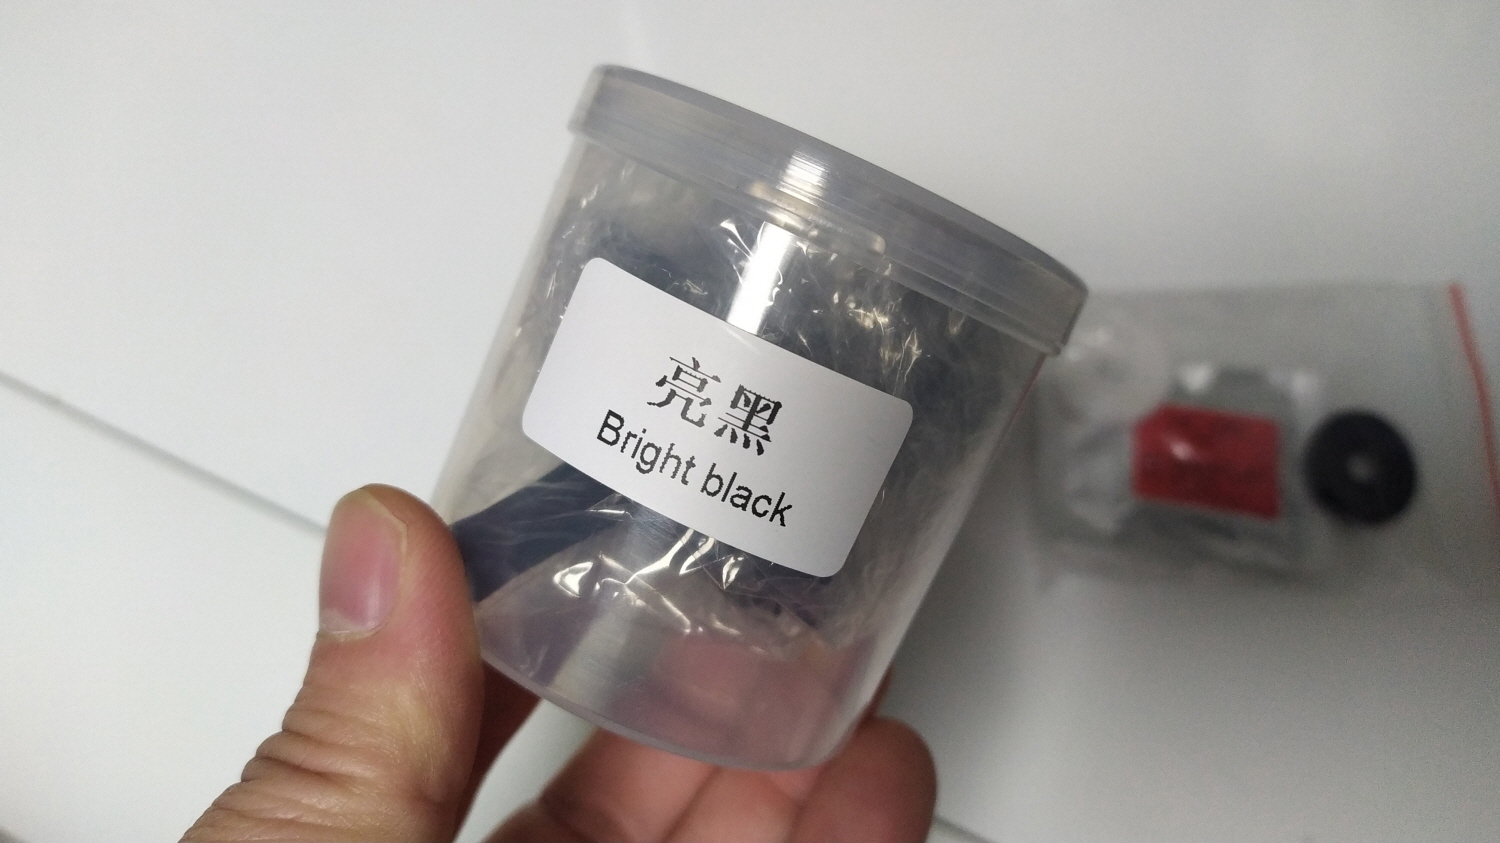 亮黑
Bright black